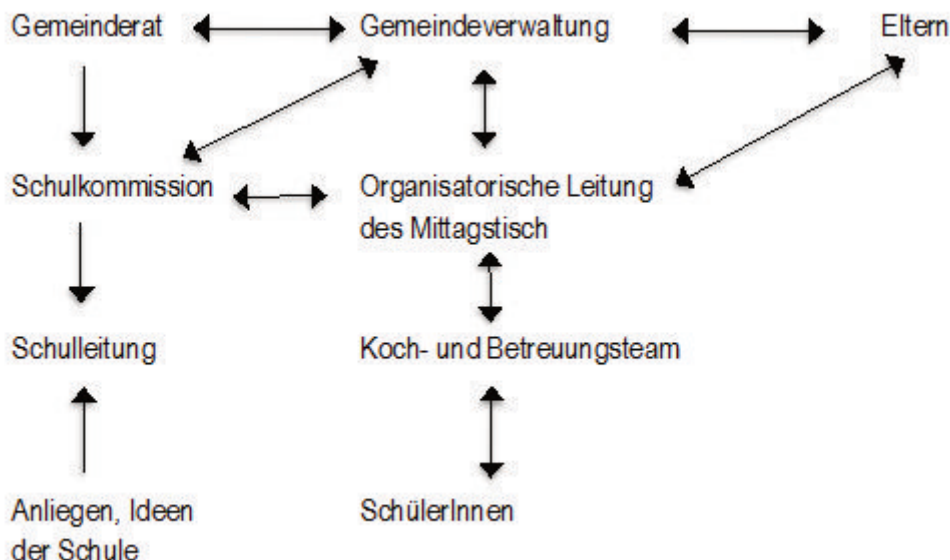 Gemeinderat Gemeindeverwaltung Eltern
Schulkommission Organisatorische Leitung
des Mittagstisch
Schulleitung Koch- und Betreuungsteam
Anliegen, Ideen SchülerInnen
der Schule